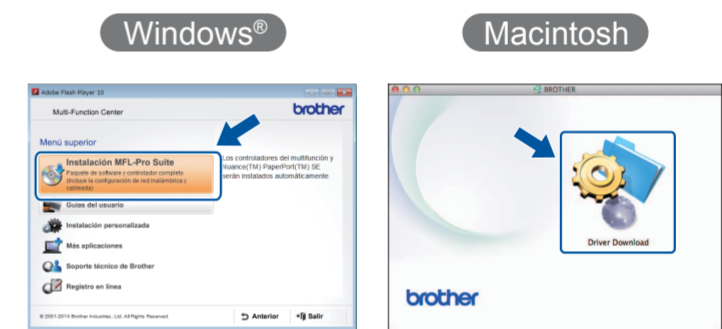 Windows®
Macintosh
Adobe Flash Player 10
Multi-Function Center
brother
Menú superior
Instalación MFL-Pro Suite
Paquete de software y controlador completo
(Incluye la configuración de red inalámbrica y
cableada)
Los controladores del multifunción y
Nuance(TM) PaperPort(TM) SE
serán instalados automáticamente.
Guías del usuario
Instalación personalizada
Más aplicaciones
Soporte técnico de Brother
Registro en línea
© 2001-2014 Brother Industries, Ltd. All Rights Reserved.
Anterior
Salir
BROTHER
Driver Download
brother